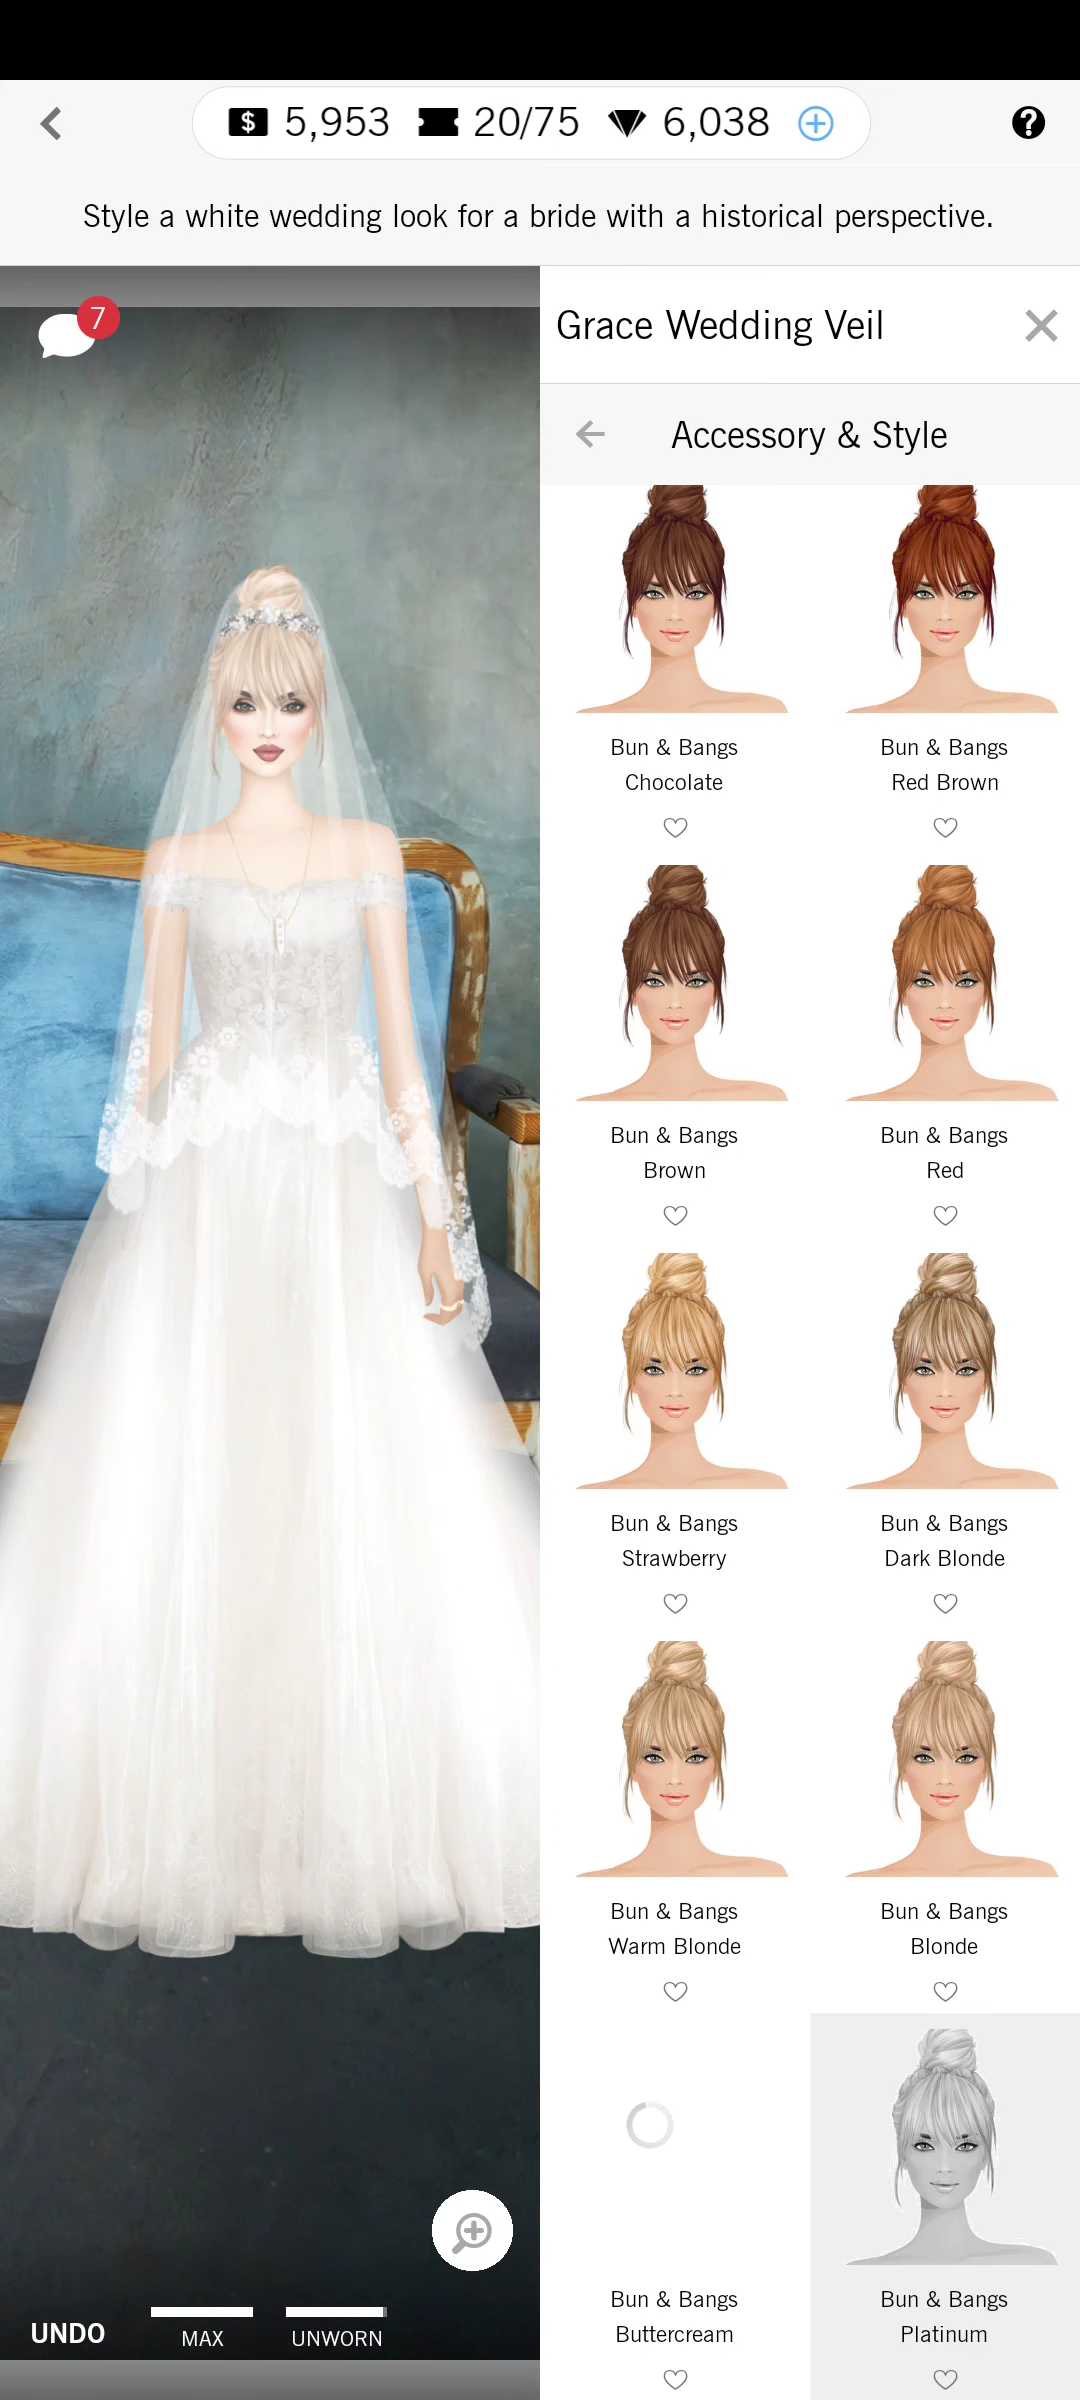 5,953 20/75 6,038
Style a white wedding look for a bride with a historical perspective.
7
Grace Wedding Veil
Accessory & Style
Bun & Bangs
Chocolate
Bun & Bangs
Red Brown
Bun & Bangs
Brown
Bun & Bangs
Red
Bun & Bangs
Strawberry
Bun & Bangs
Dark Blonde
Bun & Bangs
Warm Blonde
Bun & Bangs
Blonde
Bun & Bangs
Buttercream
Bun & Bangs
Platinum
UNDO
MAX
UNWORN